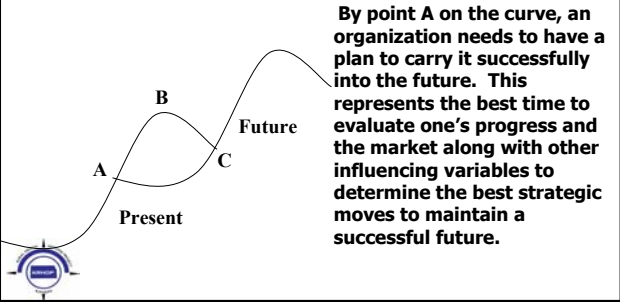 By point A on the curve, an
organization needs to have a
plan to carry it successfully
into the future.  This
represents the best time to
evaluate one’s progress and
the market along with other
influencing variables to
determine the best strategic
moves to maintain a
successful future.
B
Future
A
C
Present